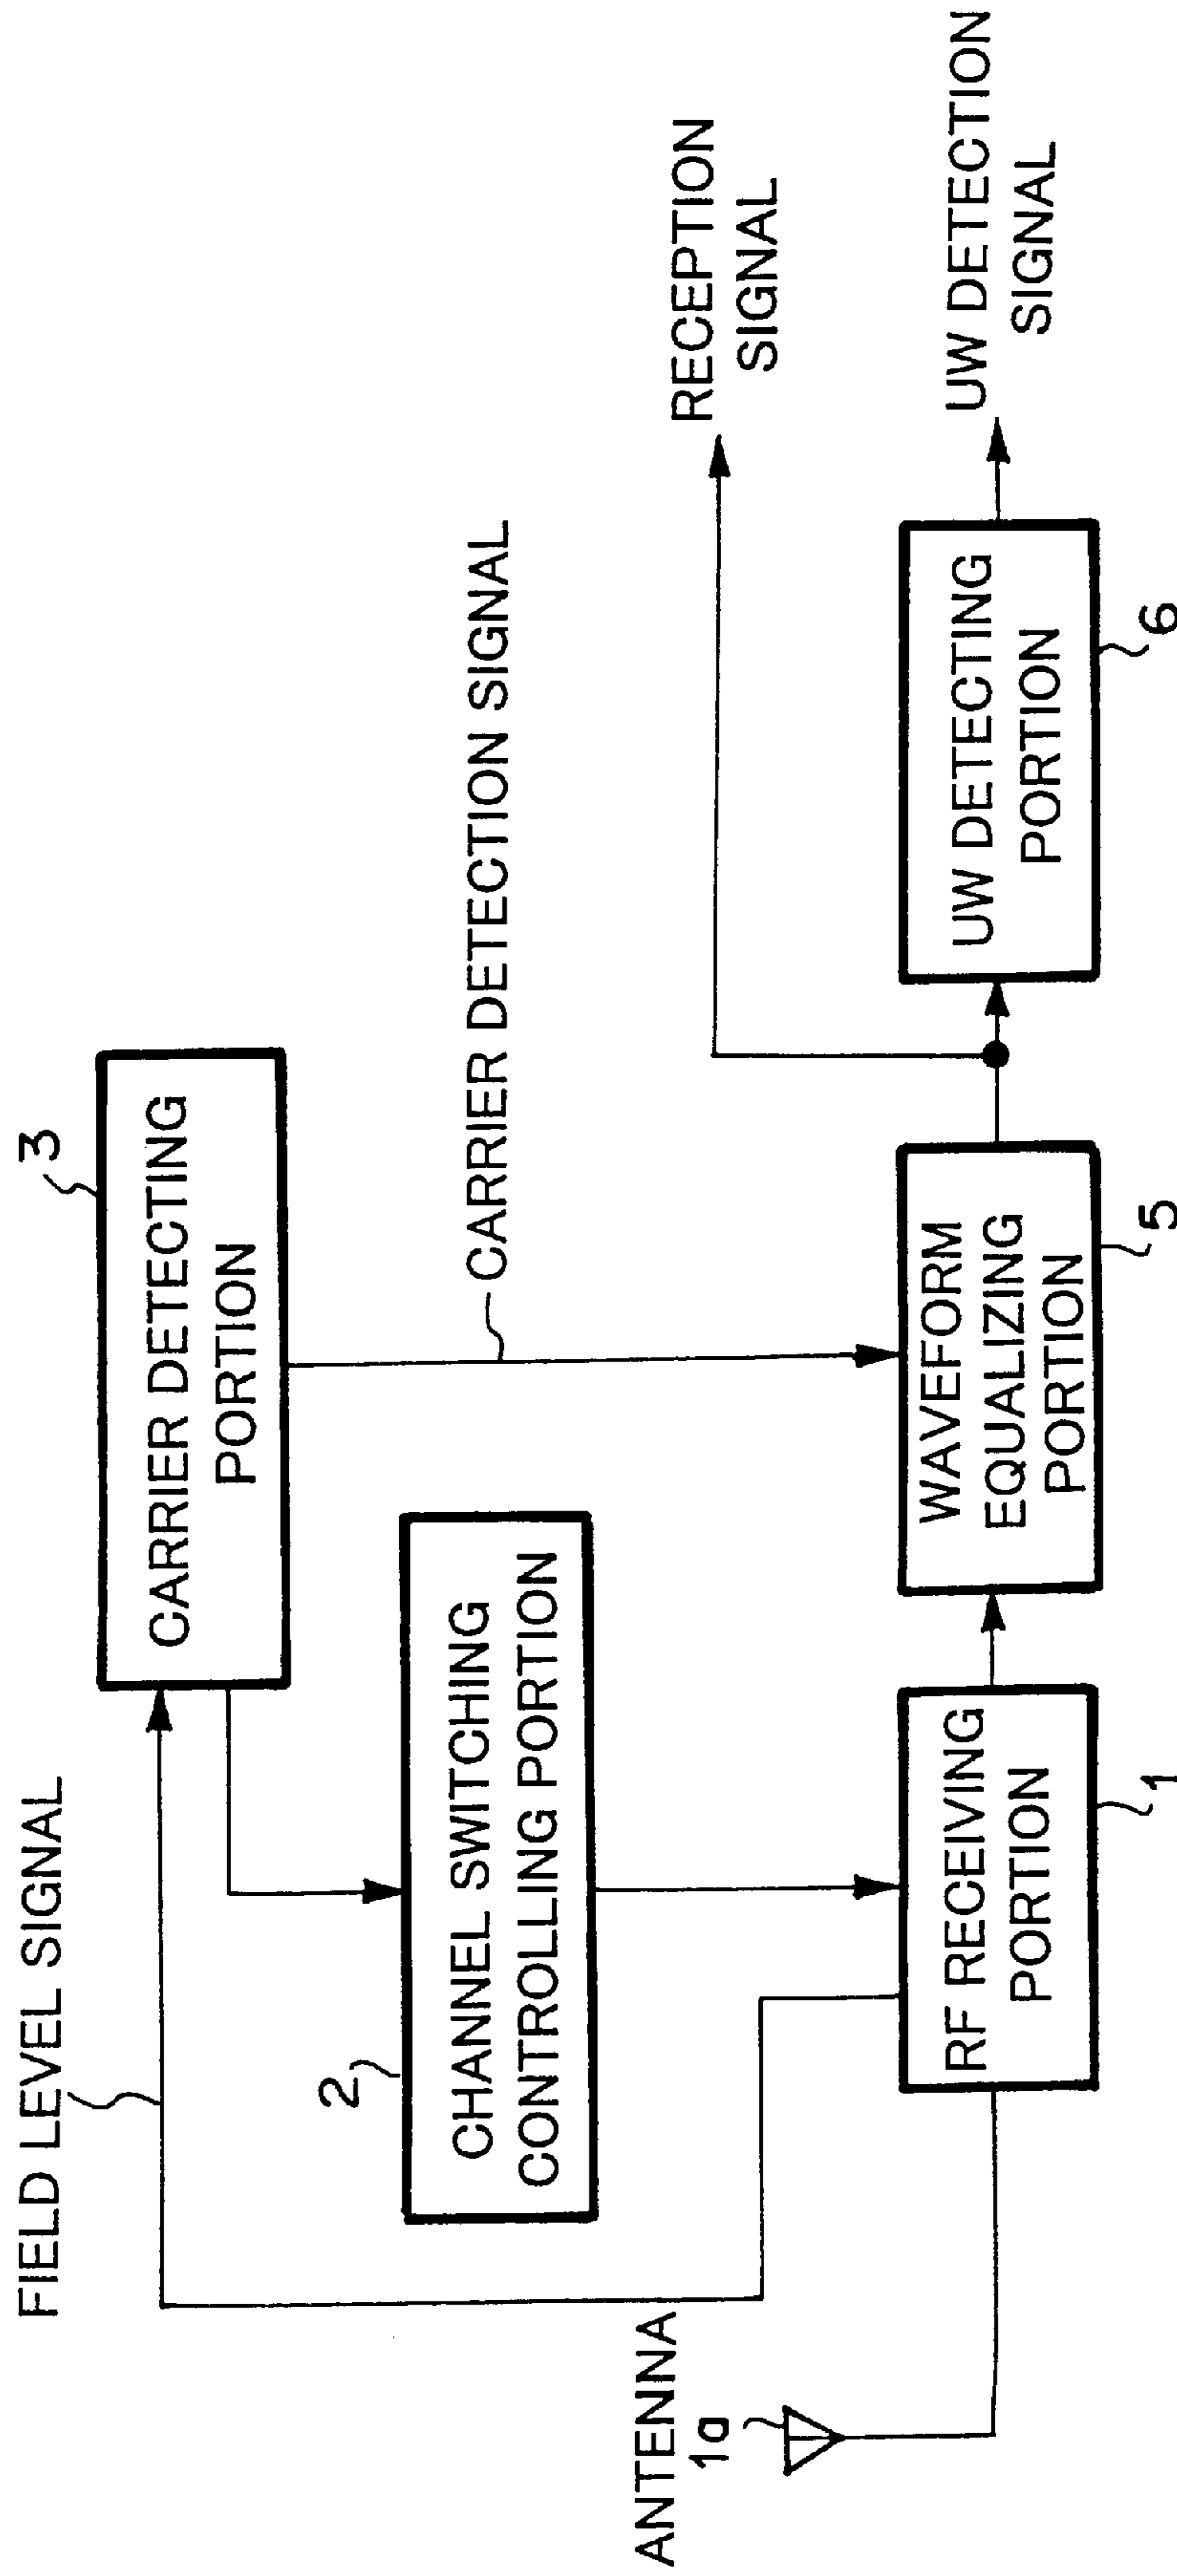 FIELD LEVEL SIGNAL
3
CARRIER DETECTING
PORTION
2
CHANNEL SWITCHING
CONTROLLING PORTION
CARRIER DETECTION SIGNAL
ANTENNA
1a
RF RECEIVING
PORTION
1
WAVEFORM
EQUALIZING
PORTION
5
UW DETECTING
PORTION
6
RECEPTION
SIGNAL
UW DETECTION
SIGNAL